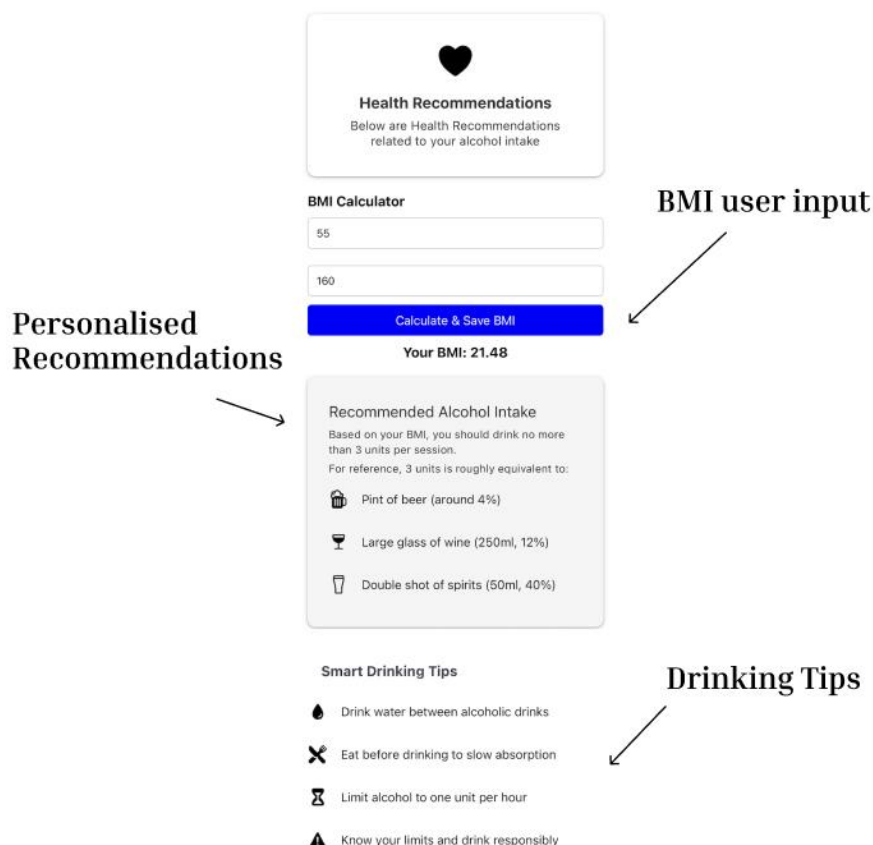 Health Recommendations
Below are Health Recommendations
related to your alcohol intake
BMI user input
BMI Calculator
55
160
Calculate & Save BMI
Personalised
Recommendations
Your BMI: 21.48
Recommended Alcohol Intake
Based on your BMI, you should drink no more
than 3 units per session.
For reference, 3 units is roughly equivalent to:
Pint of beer (around 4%)
Large glass of wine (250ml, 12%)
Double shot of spirits (50ml, 40%)
Smart Drinking Tips
Drinking Tips
Drink water between alcoholic drinks
Eat before drinking to slow absorption
Limit alcohol to one unit per hour
Know your limits and drink responsibly